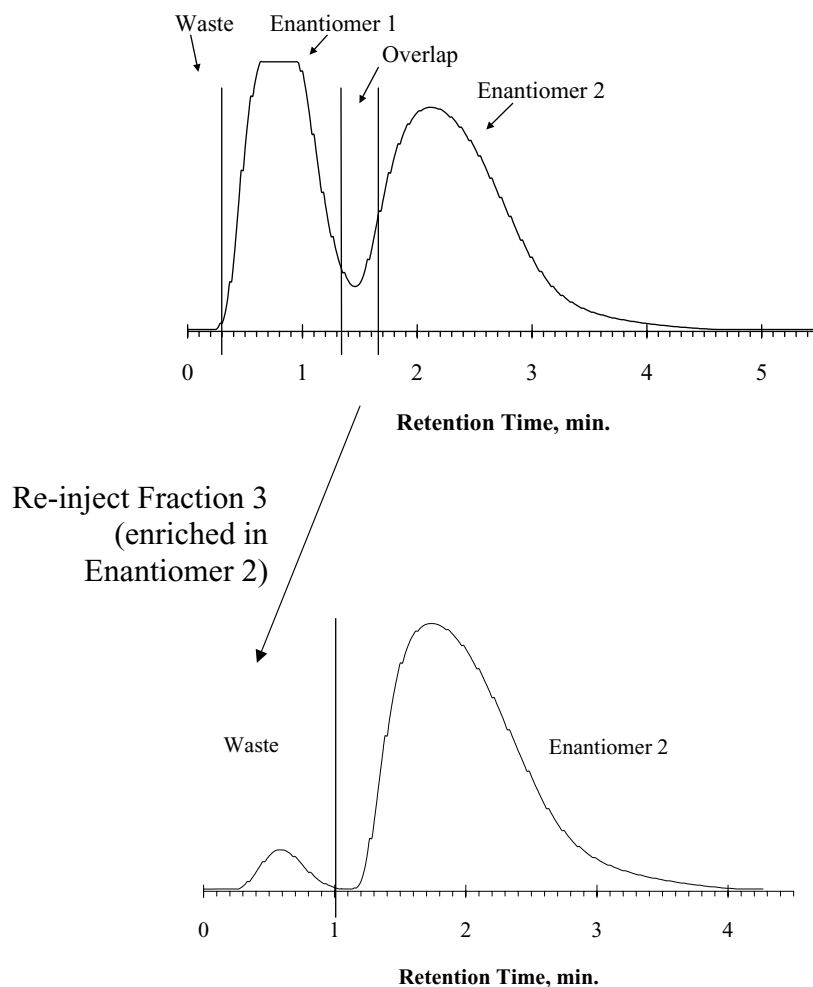 Waste
Enantiomer 1
Overlap
Enantiomer 2
0 1 2 3 4 5
Retention Time, min.
Re-inject Fraction 3
(enriched in
Enantiomer 2)
Waste
Enantiomer 2
0 1 2 3 4
Retention Time, min.